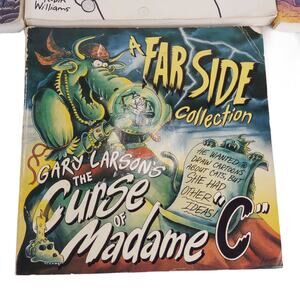 Williams
A
FAR SIDE
Collection
GARY LARSON'S
THE
Curse
OF
Madame
"C"
HE WANTED TO
DRAW CARTOONS
ABOUT CATS, BUT
SHE HAD
"OTHER
IDEAS!"